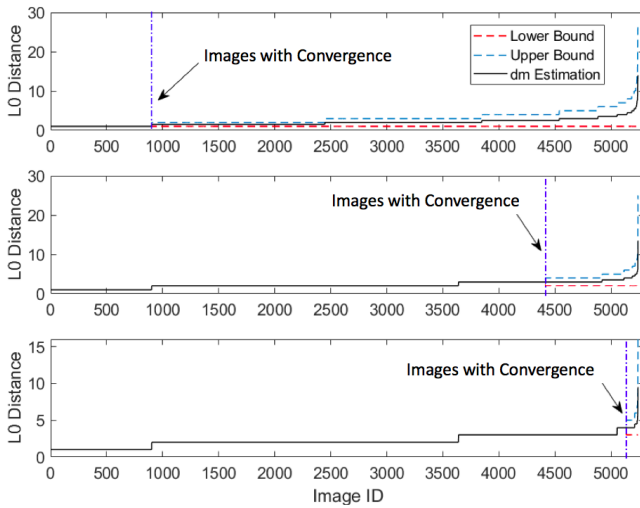 30
20
10
0
L0 Distance
Images with Convergence
Lower Bound
Upper Bound
dm Estimation
0 500 1000 1500 2000 2500 3000 3500 4000 4500 5000
30
20
10
0
L0 Distance
Images with Convergence
0 500 1000 1500 2000 2500 3000 3500 4000 4500 5000
15
10
5
0
L0 Distance
Images with Convergence
0 500 1000 1500 2000 2500 3000 3500 4000 4500 5000
Image ID